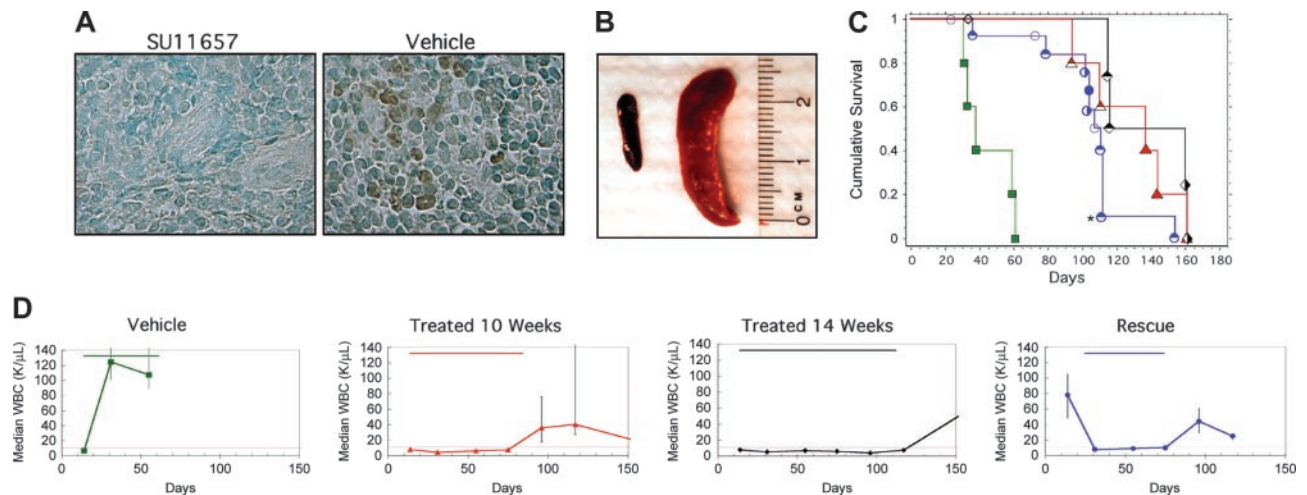 A
SU11657
Vehicle
B
2
1
0
CM
C
Cumulative Survival
1
0.8
0.6
0.4
0.2
0
*
0 20 40 60 80 100 120 140 160 180
Days
D
Vehicle
Median WBC (K/µL)
140
120
100
80
60
40
20
0
0 50 100 150
Days
Treated 10 Weeks
Median WBC (K/µL)
140
120
100
80
60
40
20
0
0 50 100 150
Days
Treated 14 Weeks
Median WBC (K/µL)
140
120
100
80
60
40
20
0
0 50 100 150
Days
Rescue
Median WBC (K/µL)
140
120
100
80
60
40
20
0
0 50 100 150
Days